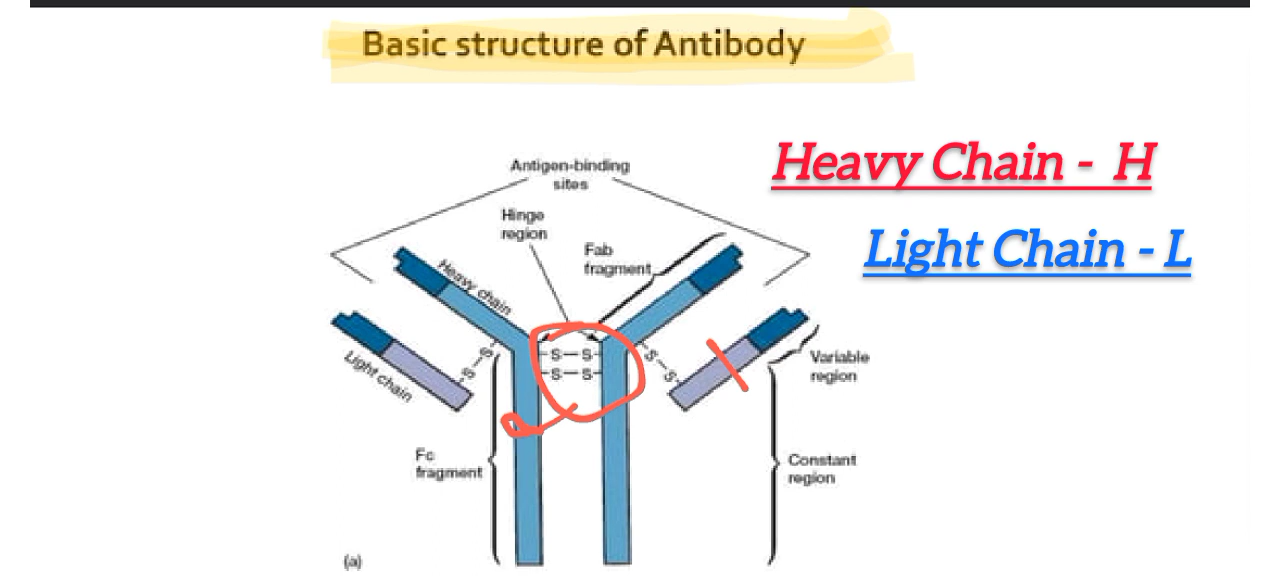 Basic structure of Antibody
Heavy Chain - H
Light Chain - L
Antigen-binding
sites
Hinge
region
Fab
fragment
Heavy chain
Light chain
S—S
S—S
S—S
S—S
Variable
region
Fc
fragment
Constant
region
(a)